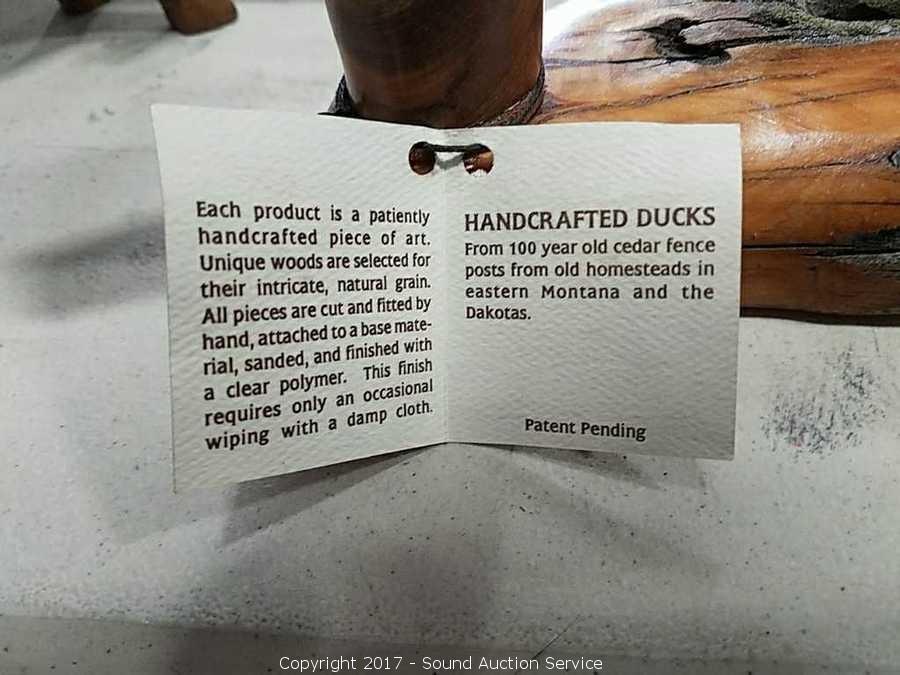 Each product is a patiently
handcrafted piece of art.
Unique woods are selected for
their intricate, natural grain.
All pieces are cut and fitted by
hand, attached to a base mate-
rial, sanded, and finished with
a clear polymer. This finish
requires only an occasional
wiping with a damp cloth.
HANDCRAFTED DUCKS
From 100 year old cedar fence
posts from old homesteads in
eastern Montana and the
Dakotas.
Patent Pending
Copyright 2017 - Sound Auction Service